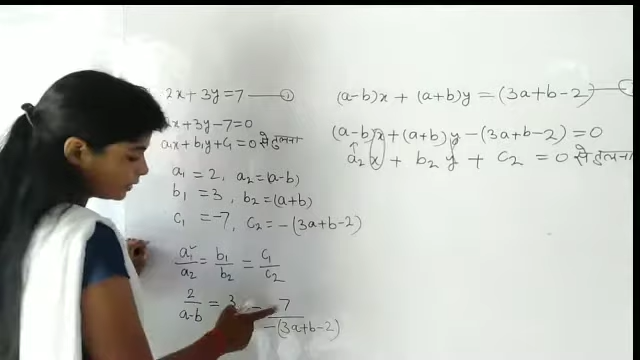 2x + 3y = 7 —— ①
x + 3y - 7 = 0
a₁x + b₁y + c₁ = 0 से तुलना
a₁ = 2, a₂ = (a-b)
b₁ = 3, b₂ = (a+b)
c₁ = -7, c₂ = -(3a+b-2)
a₁/a₂ = b₁/b₂ = c₁/c₂
2/(a-b) = 3 7/-(3a+b-2)
(a-b)x + (a+b)y = (3a+b-2)
(a-b)x + (a+b)y - (3a+b-2) = 0
a₂x + b₂y + c₂ = 0 से तुलना